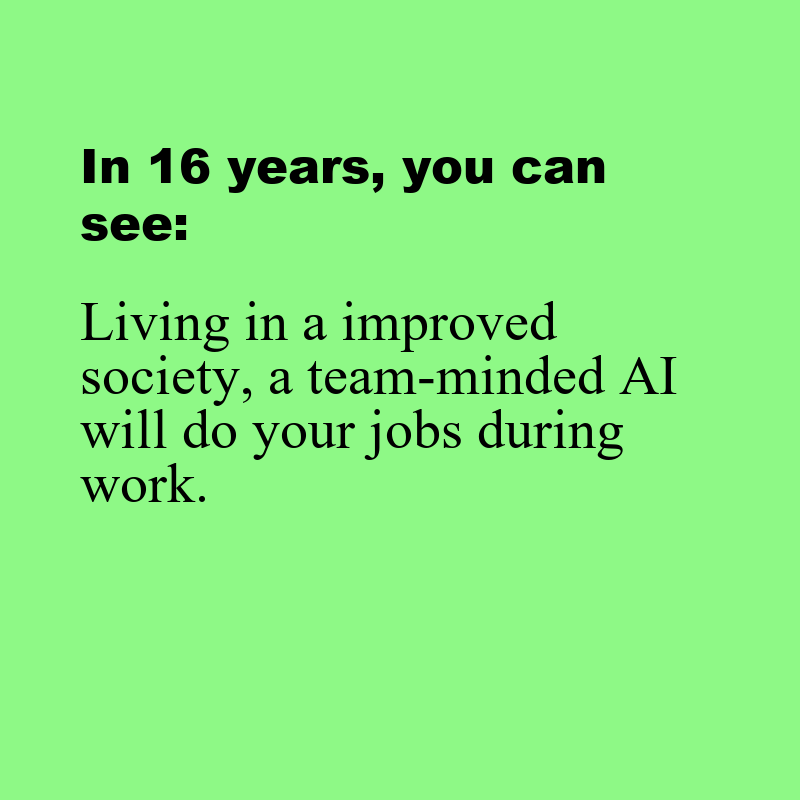 In 16 years, you can
see:
Living in a improved
society, a team-minded AI
will do your jobs during
work.